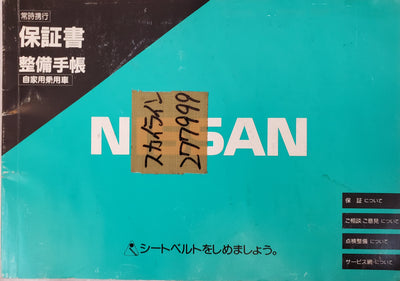 常時携行
保証書
整備手帳
自家用乗用車
N SAN
スカイライン
277999
保 証 について
ご相談 ご意見 について
点検整備 について
サービス網 について
シートベルトをしめましょう。